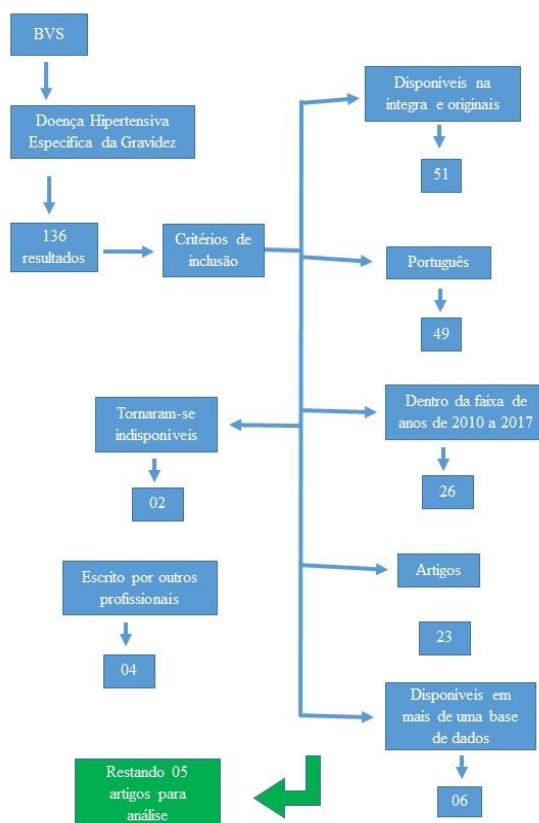 BVS
Doença Hipertensiva
Especifica da Gravidez
136
resultados
Critérios de
inclusão
Disponíveis na
integra e originais
51
Português
49
Dentro da faixa de
anos de 2010 a 2017
26
Artigos
23
Disponíveis em
mais de uma base
de dados
06
Tornaram-se
indisponíveis
02
Escrito por outros
profissionais
04
Restando 05
artigos para
análise